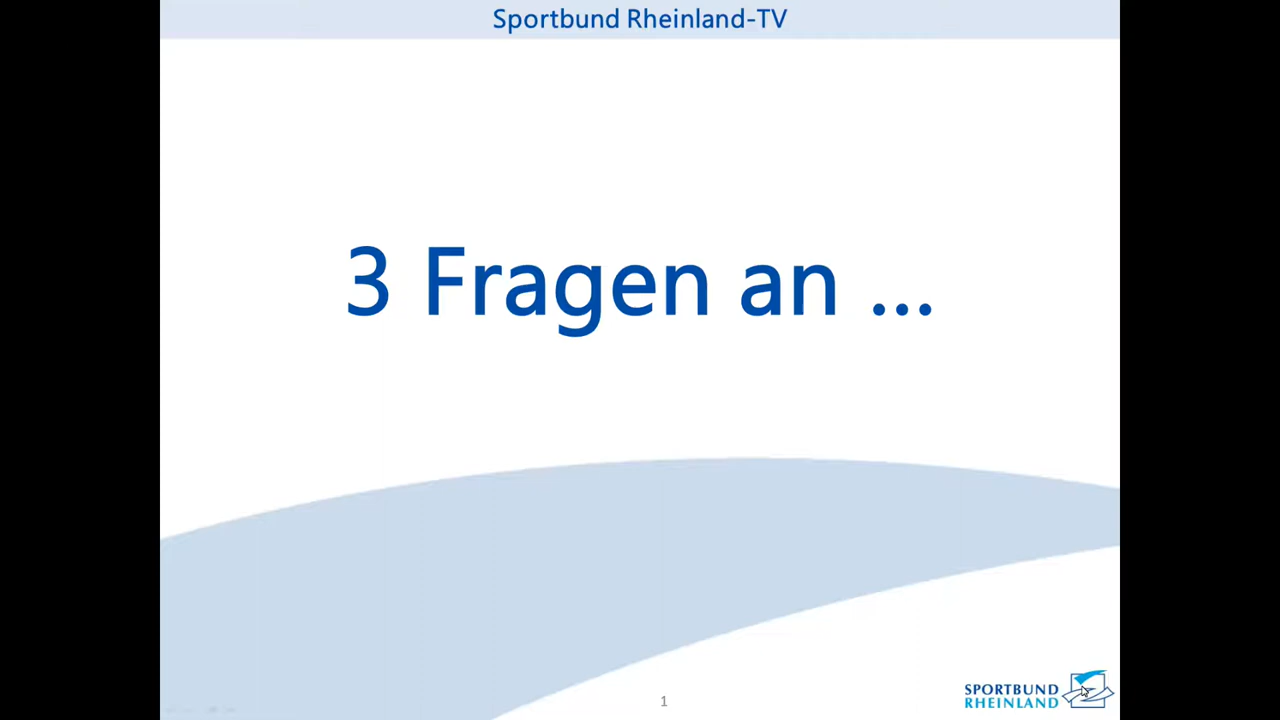 Sportbund Rheinland-TV
3 Fragen an ...
1
SPORTBUND
RHEINLAND